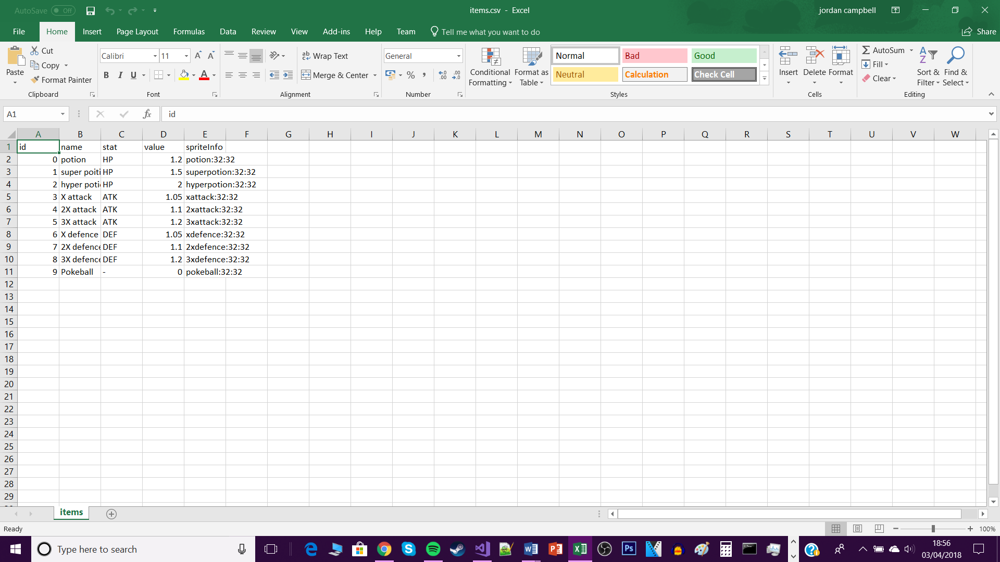 AutoSave Off
items.csv - Excel
jordan campbell
File Home Insert Page Layout Formulas Data Review View Add-ins Help Team Tell me what you want to do Share
Paste
Cut
Copy
Format Painter
Clipboard
Calibri 11
B I U
Font
Wrap Text
Merge & Center
Alignment
General
Number
Conditional Formatting
Format as Table
Normal Bad Good
Neutral Calculation Check Cell
Styles
Insert Delete Format
Cells
AutoSum
Fill
Clear
Sort & Filter
Find & Select
Editing
A1 fx id
A B C D E F G H I J K L M N O P Q R S T U V W
1 id name stat value spriteInfo
2 0 potion HP 1.2 potion:32:32
3 1 super poiti HP 1.5 superpotion:32:32
4 2 hyper poti HP 2 hyperpotion:32:32
5 3 X attack ATK 1.05 xattack:32:32
6 4 2X attack ATK 1.1 2xattack:32:32
7 5 3X attack ATK 1.2 3xattack:32:32
8 6 X defence DEF 1.05 xdefence:32:32
9 7 2X defence DEF 1.1 2xdefence:32:32
10 8 3X defence DEF 1.2 3xdefence:32:32
11 9 Pokeball - 0 pokeball:32:32
12
13
14
15
16
17
18
19
20
21
22
23
24
25
26
27
28
29
items
Ready
100%
Type here to search
18:56
03/04/2018